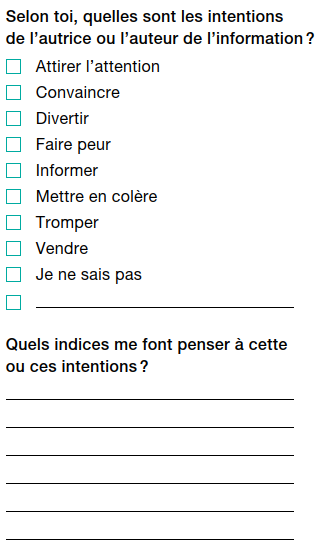 Selon toi, quelles sont les intentions
de l’autrice ou l’auteur de l’information ?
Attirer l’attention
Convaincre
Divertir
Faire peur
Informer
Mettre en colère
Tromper
Vendre
Je ne sais pas
Quels indices me font penser à cette
ou ces intentions ?